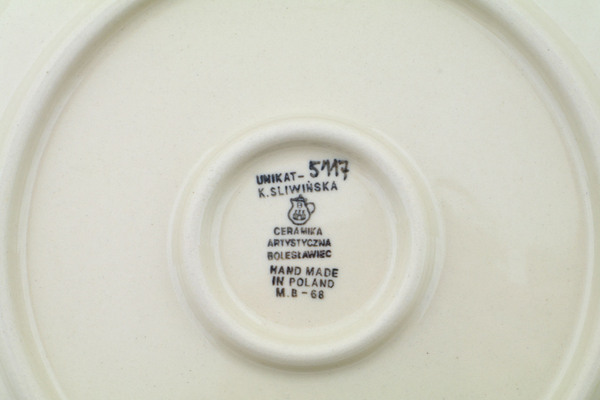 UNIKAT- 5117
K.SLIWIŃSKA
CERAMIKA
ARTYSTYCZNA
BOLESŁAWIEC
HAND MADE
IN POLAND
M.B-68